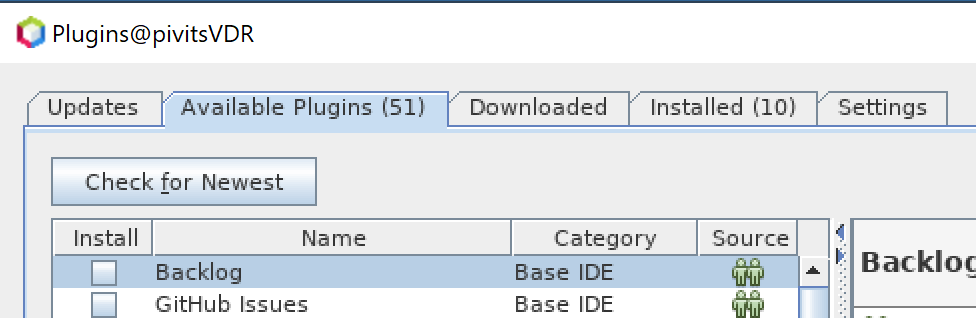 Plugins@pivitsVDR
Updates Available Plugins (51) Downloaded Installed (10) Settings
Check for Newest
Install Name Category Source
Backlog Base IDE
Backlog
GitHub Issues Base IDE